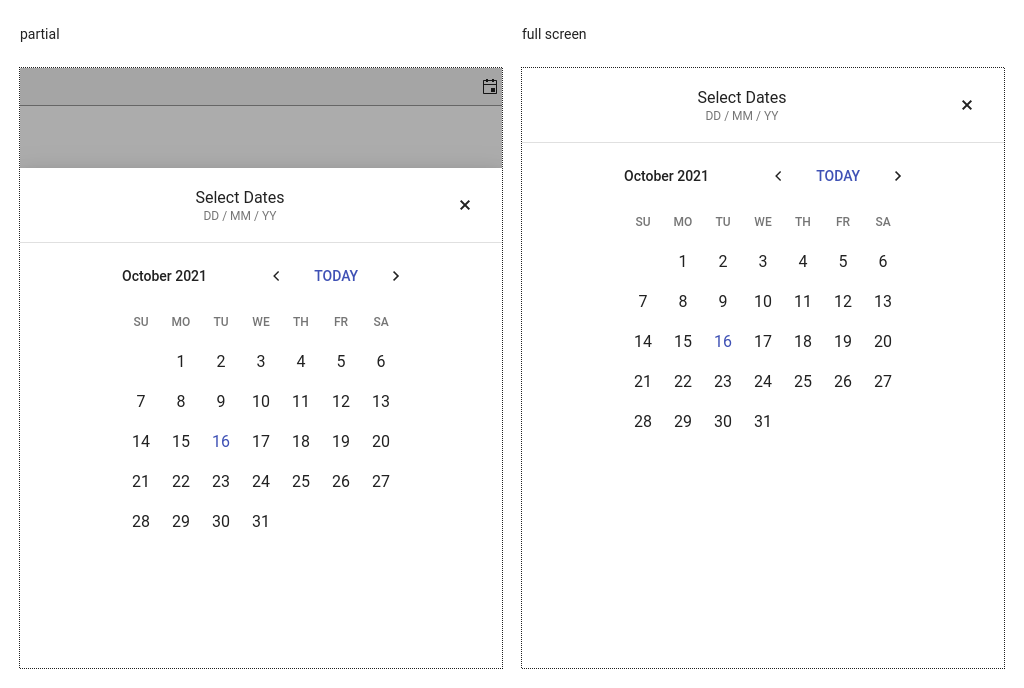 partial
Select Dates
DD / MM / YY
October 2021 TODAY
SU MO TU WE TH FR SA
1 2 3 4 5 6
7 8 9 10 11 12 13
14 15 16 17 18 19 20
21 22 23 24 25 26 27
28 29 30 31
full screen
Select Dates
DD / MM / YY
October 2021 TODAY
SU MO TU WE TH FR SA
1 2 3 4 5 6
7 8 9 10 11 12 13
14 15 16 17 18 19 20
21 22 23 24 25 26 27
28 29 30 31